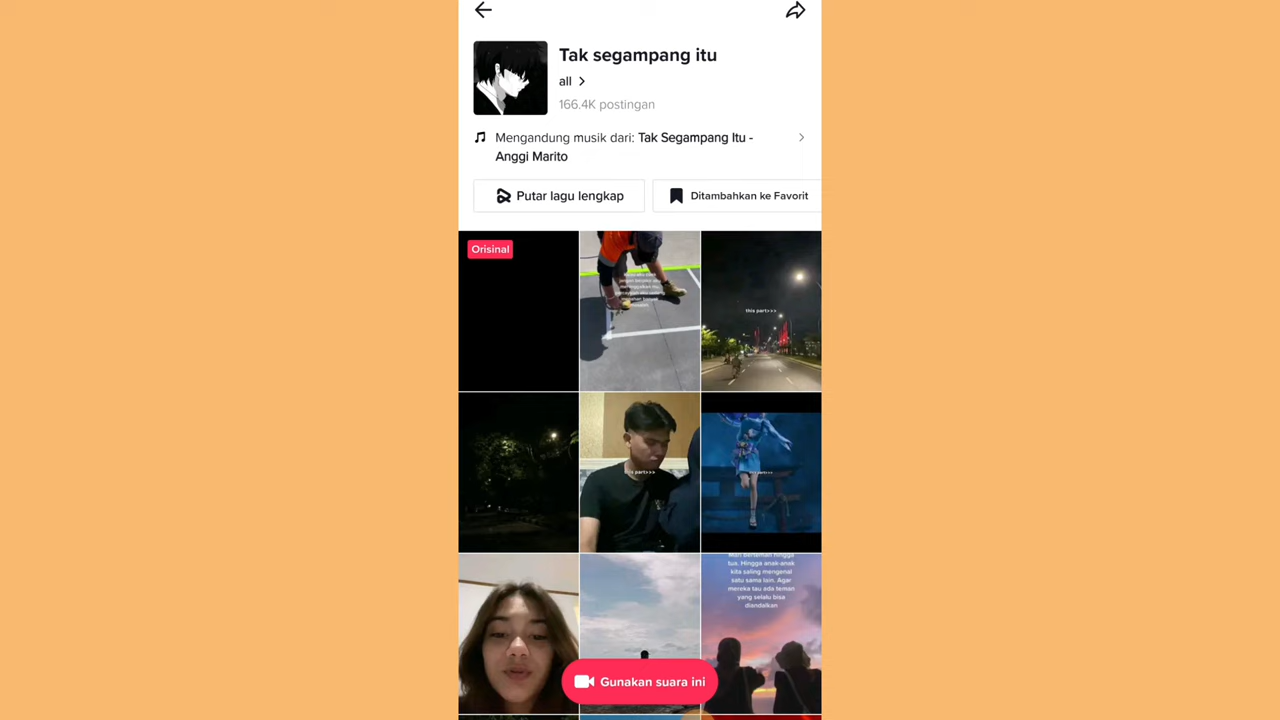 Tak segampang itu
all
166.4K postingan
Mengandung musik dari: Tak Segampang Itu -
Anggi Marito
Putar lagu lengkap
Ditambahkan ke Favorit
Orisinal
this part>>>
part>>>
kita saling mengenal
satu sama lain. Agar
mereka tau ada teman
yang selalu bisa
diandalkan
tua. Hingga anak-anak
Gunakan suara ini